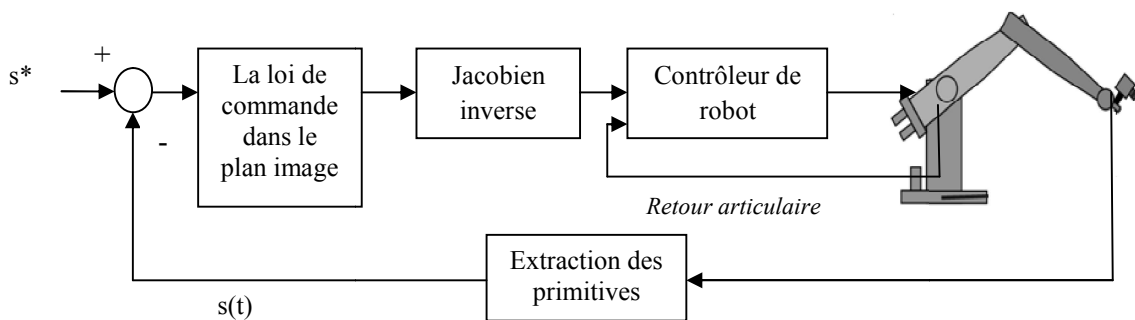 s*
+
-
La loi de
commande
dans le
plan image
Jacobien
inverse
Contrôleur de
robot
Retour articulaire
Extraction des
primitives
s(t)